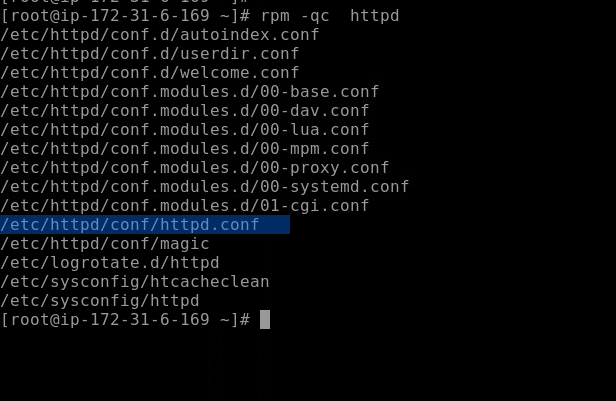 [root@ip-172-31-6-169 ~]# rpm -qc  httpd
/etc/httpd/conf.d/autoindex.conf
/etc/httpd/conf.d/userdir.conf
/etc/httpd/conf.d/welcome.conf
/etc/httpd/conf.modules.d/00-base.conf
/etc/httpd/conf.modules.d/00-dav.conf
/etc/httpd/conf.modules.d/00-lua.conf
/etc/httpd/conf.modules.d/00-mpm.conf
/etc/httpd/conf.modules.d/00-proxy.conf
/etc/httpd/conf.modules.d/00-systemd.conf
/etc/httpd/conf.modules.d/01-cgi.conf
/etc/httpd/conf/httpd.conf
/etc/httpd/conf/magic
/etc/logrotate.d/httpd
/etc/sysconfig/htcacheclean
/etc/sysconfig/httpd
[root@ip-172-31-6-169 ~]#